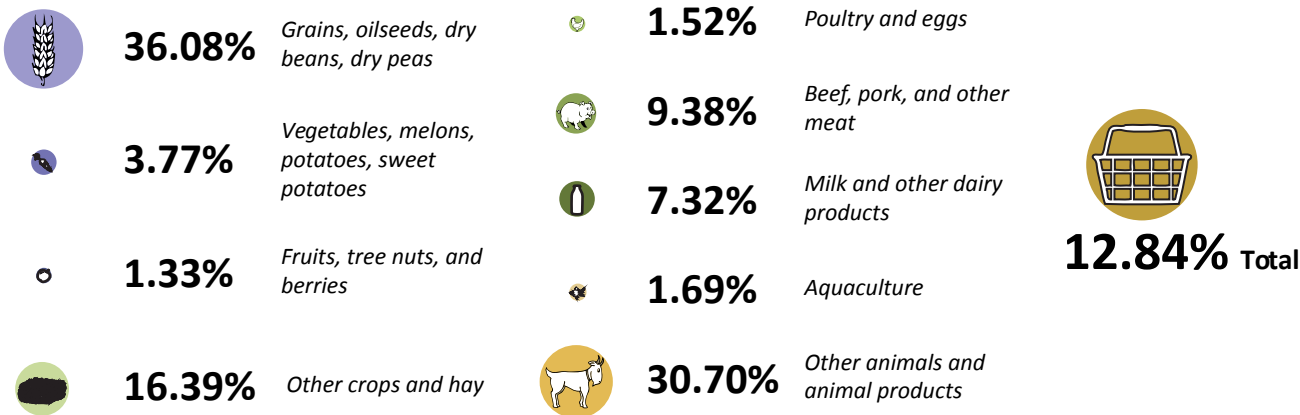 36.08%
Grains, oilseeds, dry
beans, dry peas
3.77%
Vegetables, melons,
potatoes, sweet
potatoes
1.33%
Fruits, tree nuts, and
berries
16.39%
Other crops and hay
1.52%
Poultry and eggs
9.38%
Beef, pork, and other
meat
7.32%
Milk and other dairy
products
1.69%
Aquaculture
30.70%
Other animals and
animal products
12.84% Total